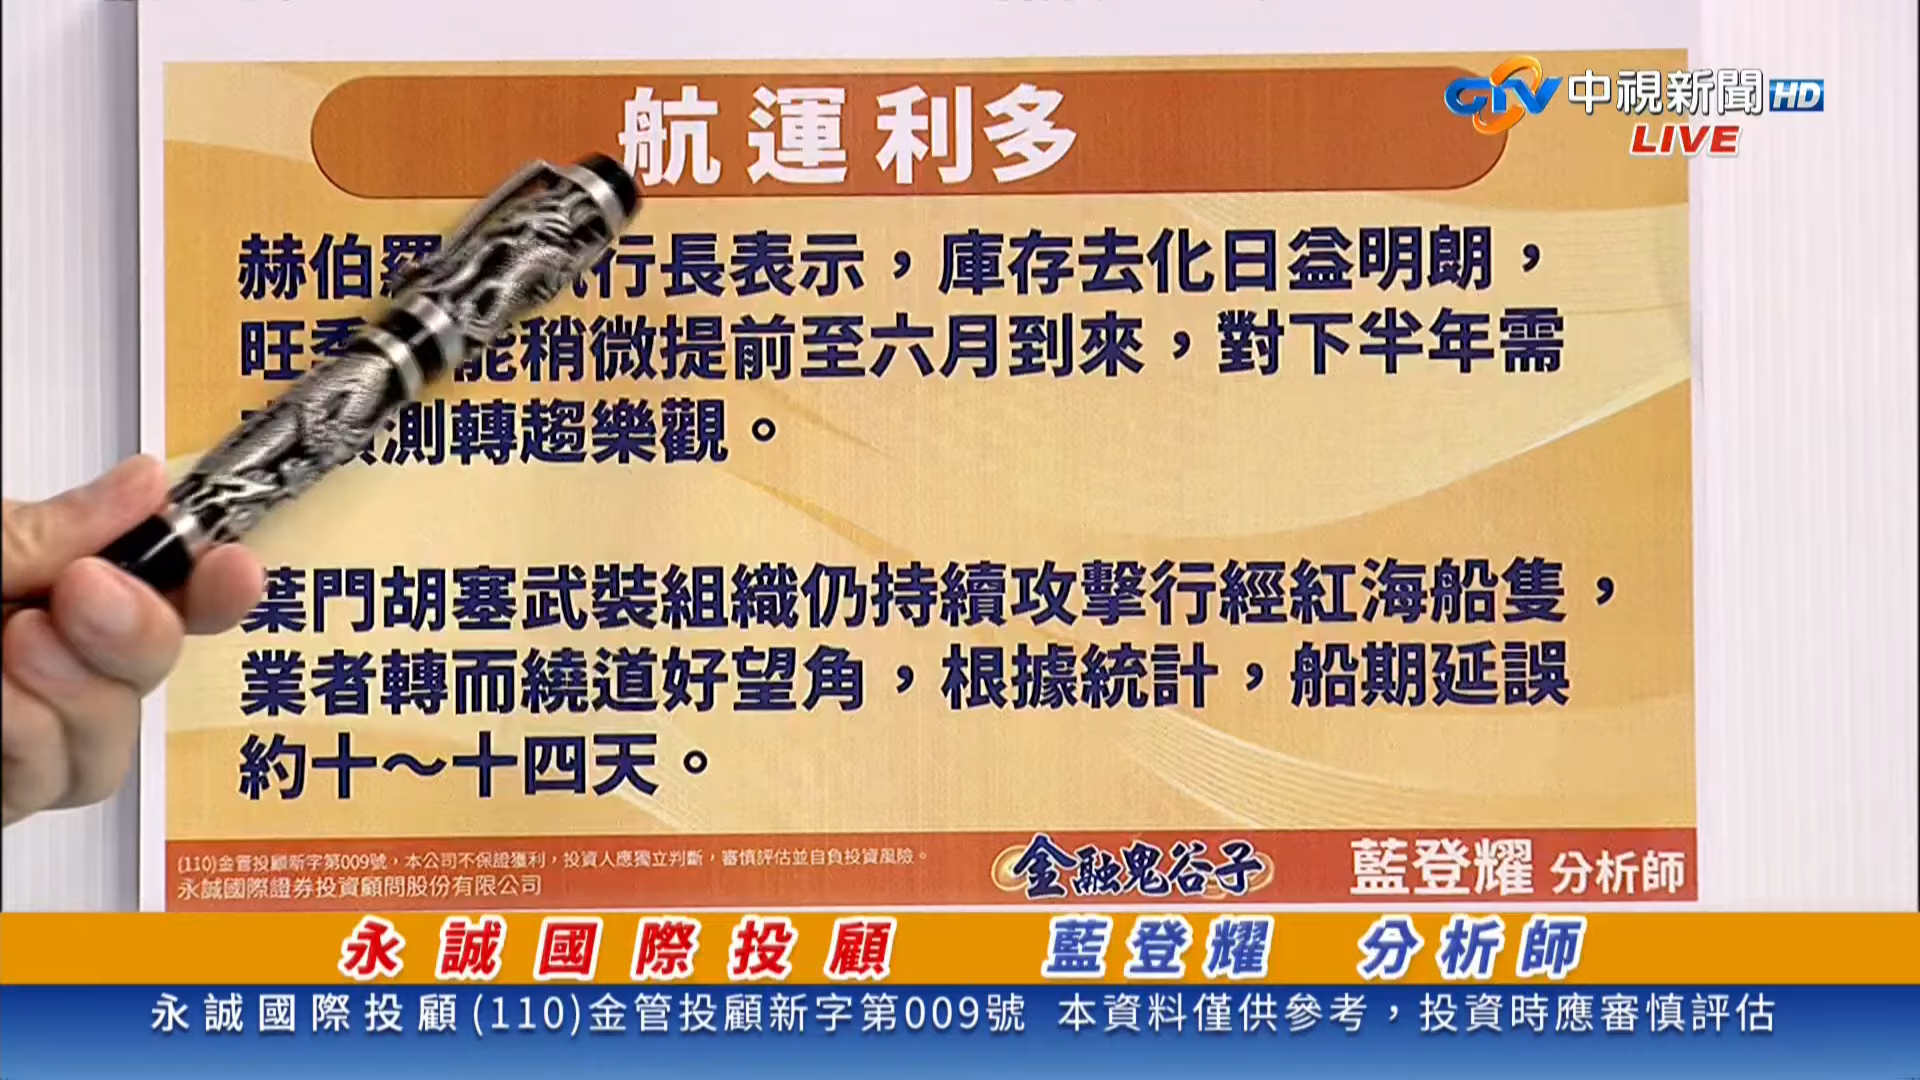 航運利多
CTV 中視新聞 HD
LIVE
赫伯 行長表示，庫存去化日益明朗，
旺 能稍微提前至六月到來，對下半年需
測轉趨樂觀。
葉門胡塞武裝組織仍持續攻擊行經紅海船隻，
業者轉而繞道好望角，根據統計，船期延誤
約十～十四天。
(110)金管投顧新字第009號，本公司不保證獲利，投資人應獨立判斷，審慎評估並自負投資風險。
永誠國際證券投資顧問股份有限公司
金融鬼谷子
藍登耀 分析師
永誠國際投顧 藍登耀 分析師
永誠國際投顧(110)金管投顧新字第009號 本資料僅供參考，投資時應審慎評估